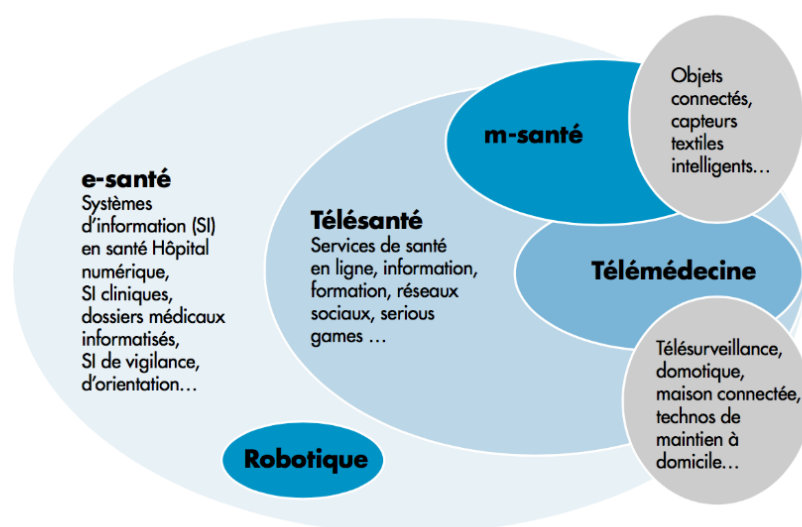 e-santé
Systèmes
d'information (SI)
en santé Hôpital
numérique,
SI cliniques,
dossiers médicaux
informatisés,
SI de vigilance,
d'orientation...
Télésanté
Services de santé
en ligne, information,
formation, réseaux
sociaux, serious
games ...
m-santé
Objets
connectés,
capteurs
textiles
intelligents...
Télémédecine
Télésurveillance,
domotique,
maison connectée,
technos de
maintien à
domicile...
Robotique